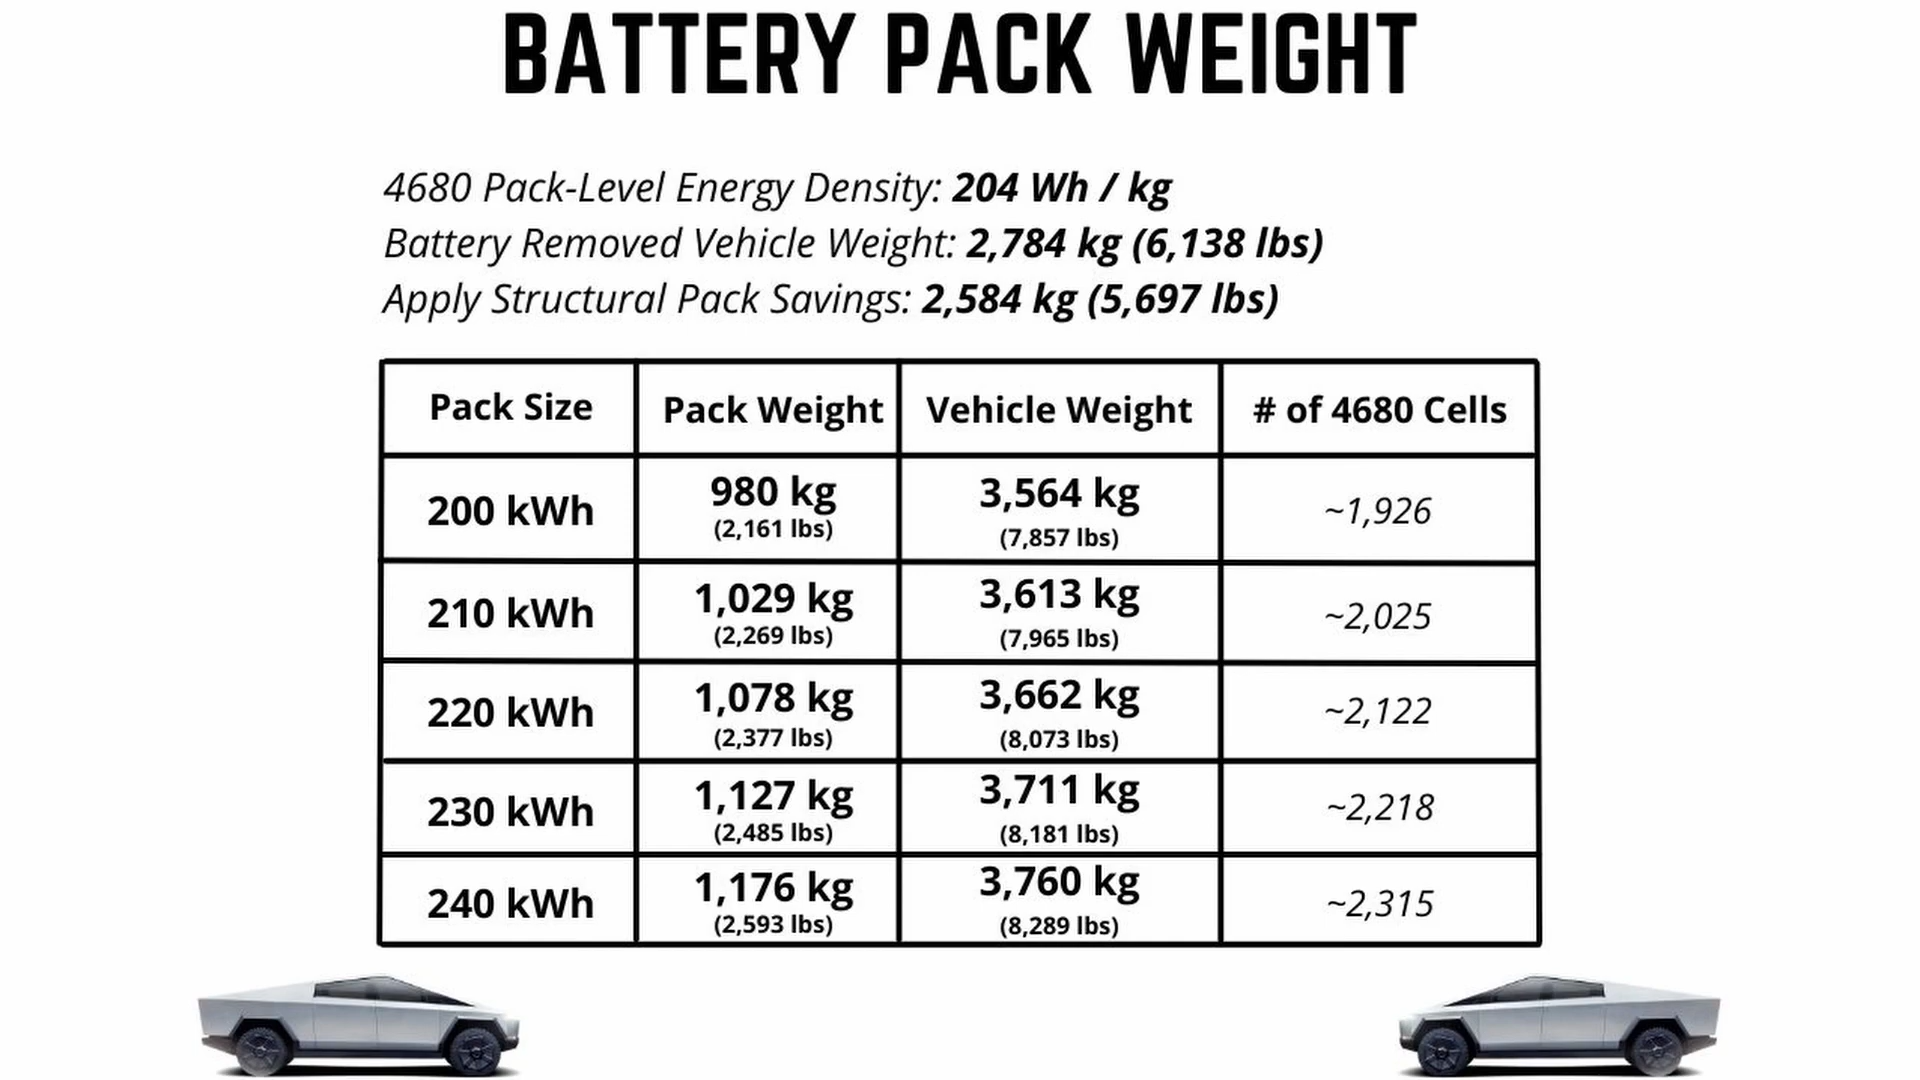 BATTERY PACK WEIGHT
4680 Pack-Level Energy Density: 204 Wh / kg
Battery Removed Vehicle Weight: 2,784 kg (6,138 lbs)
Apply Structural Pack Savings: 2,584 kg (5,697 lbs)
Pack Size Pack Weight Vehicle Weight # of 4680 Cells
200 kWh 980 kg (2,161 lbs) 3,564 kg (7,857 lbs) ~1,926
210 kWh 1,029 kg (2,269 lbs) 3,613 kg (7,965 lbs) ~2,025
220 kWh 1,078 kg (2,377 lbs) 3,662 kg (8,073 lbs) ~2,122
230 kWh 1,127 kg (2,485 lbs) 3,711 kg (8,181 lbs) ~2,218
240 kWh 1,176 kg (2,593 lbs) 3,760 kg (8,289 lbs) ~2,315